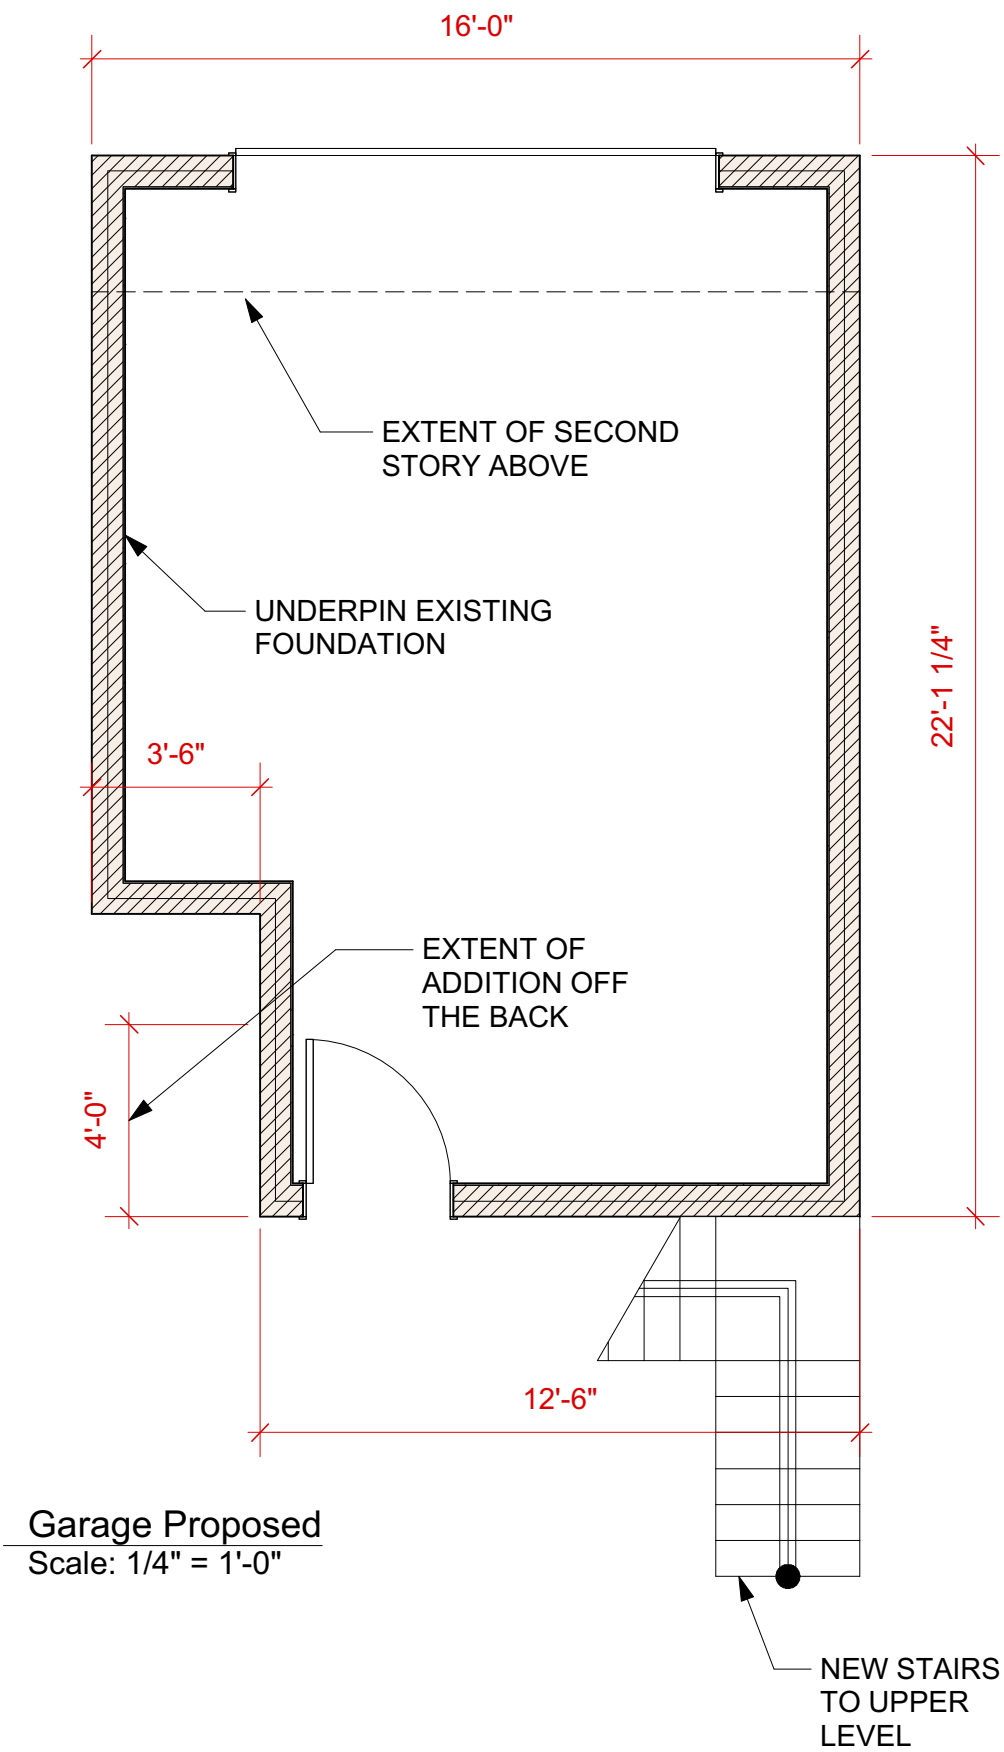 16'-0"
EXTENT OF SECOND
STORY ABOVE
UNDERPIN EXISTING
FOUNDATION
22'-1 1/4"
3'-6"
EXTENT OF
ADDITION OFF
THE BACK
4'-0"
12'-6"
Garage Proposed
Scale: 1/4" = 1'-0"
NEW STAIRS
TO UPPER
LEVEL